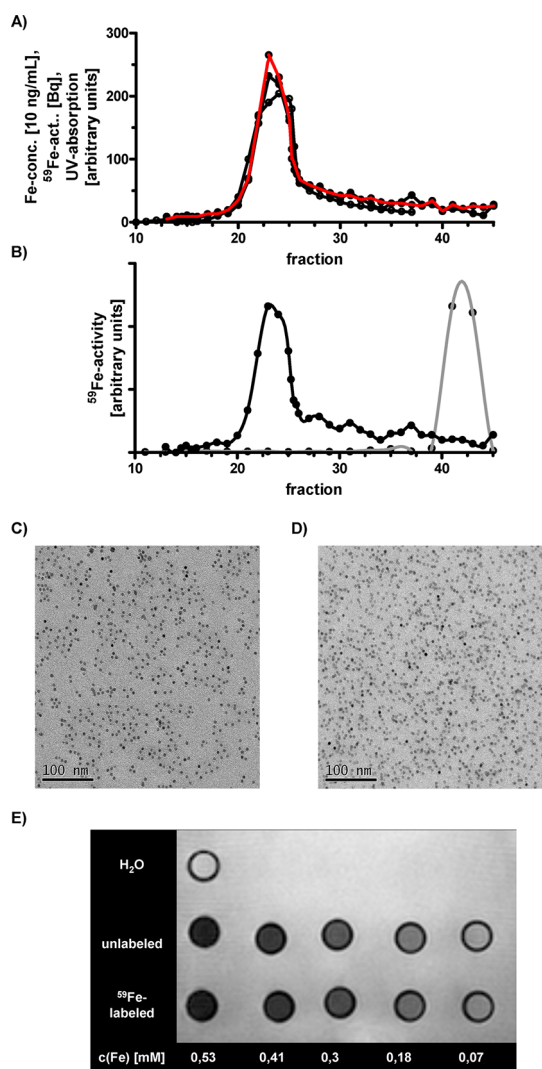 A)
Fe-conc. [10 ng/mL],
⁵⁹Fe-act.. [Bq],
UV-absorption
[arbitrary units]
300
200
100
0
10
20
30
40
fraction
B)
⁵⁹Fe-activity
[arbitrary units]
10
20
30
40
fraction
C)
D)
100 nm
100 nm
E)
H₂O
unlabeled
⁵⁹Fe-
labeled
c(Fe) [mM] 0,53 0,41 0,3 0,18 0,07